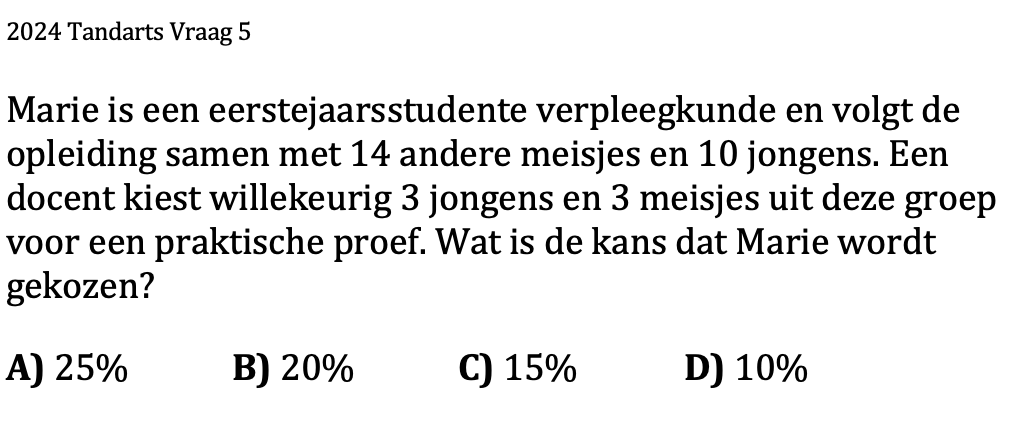 2024 Tandarts Vraag 5
Marie is een eerstejaarsstudente verpleegkunde en volgt de
opleiding samen met 14 andere meisjes en 10 jongens. Een
docent kiest willekeurig 3 jongens en 3 meisjes uit deze groep
voor een praktische proef. Wat is de kans dat Marie wordt
gekozen?
A) 25% B) 20% C) 15% D) 10%